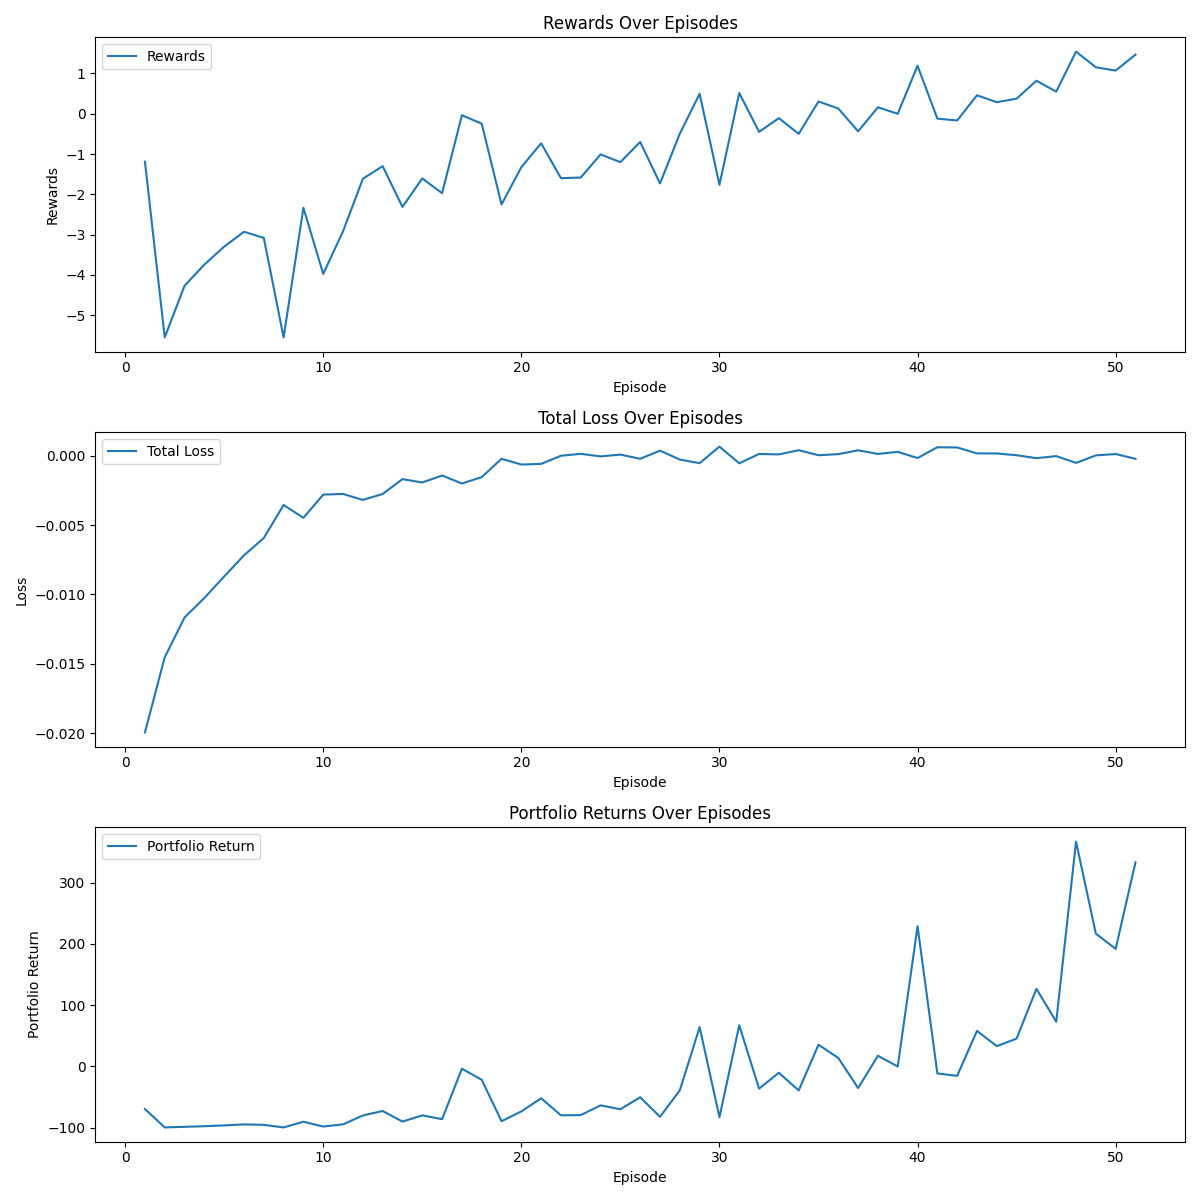 Rewards Over Episodes
Rewards
1
0
−1
−2
−3
−4
−5
Rewards
0 10 20 30 40 50
Episode
Total Loss Over Episodes
Total Loss
0.000
−0.005
−0.010
−0.015
−0.020
Loss
0 10 20 30 40 50
Episode
Portfolio Returns Over Episodes
Portfolio Return
300
200
100
0
−100
Portfolio Return
0 10 20 30 40 50
Episode